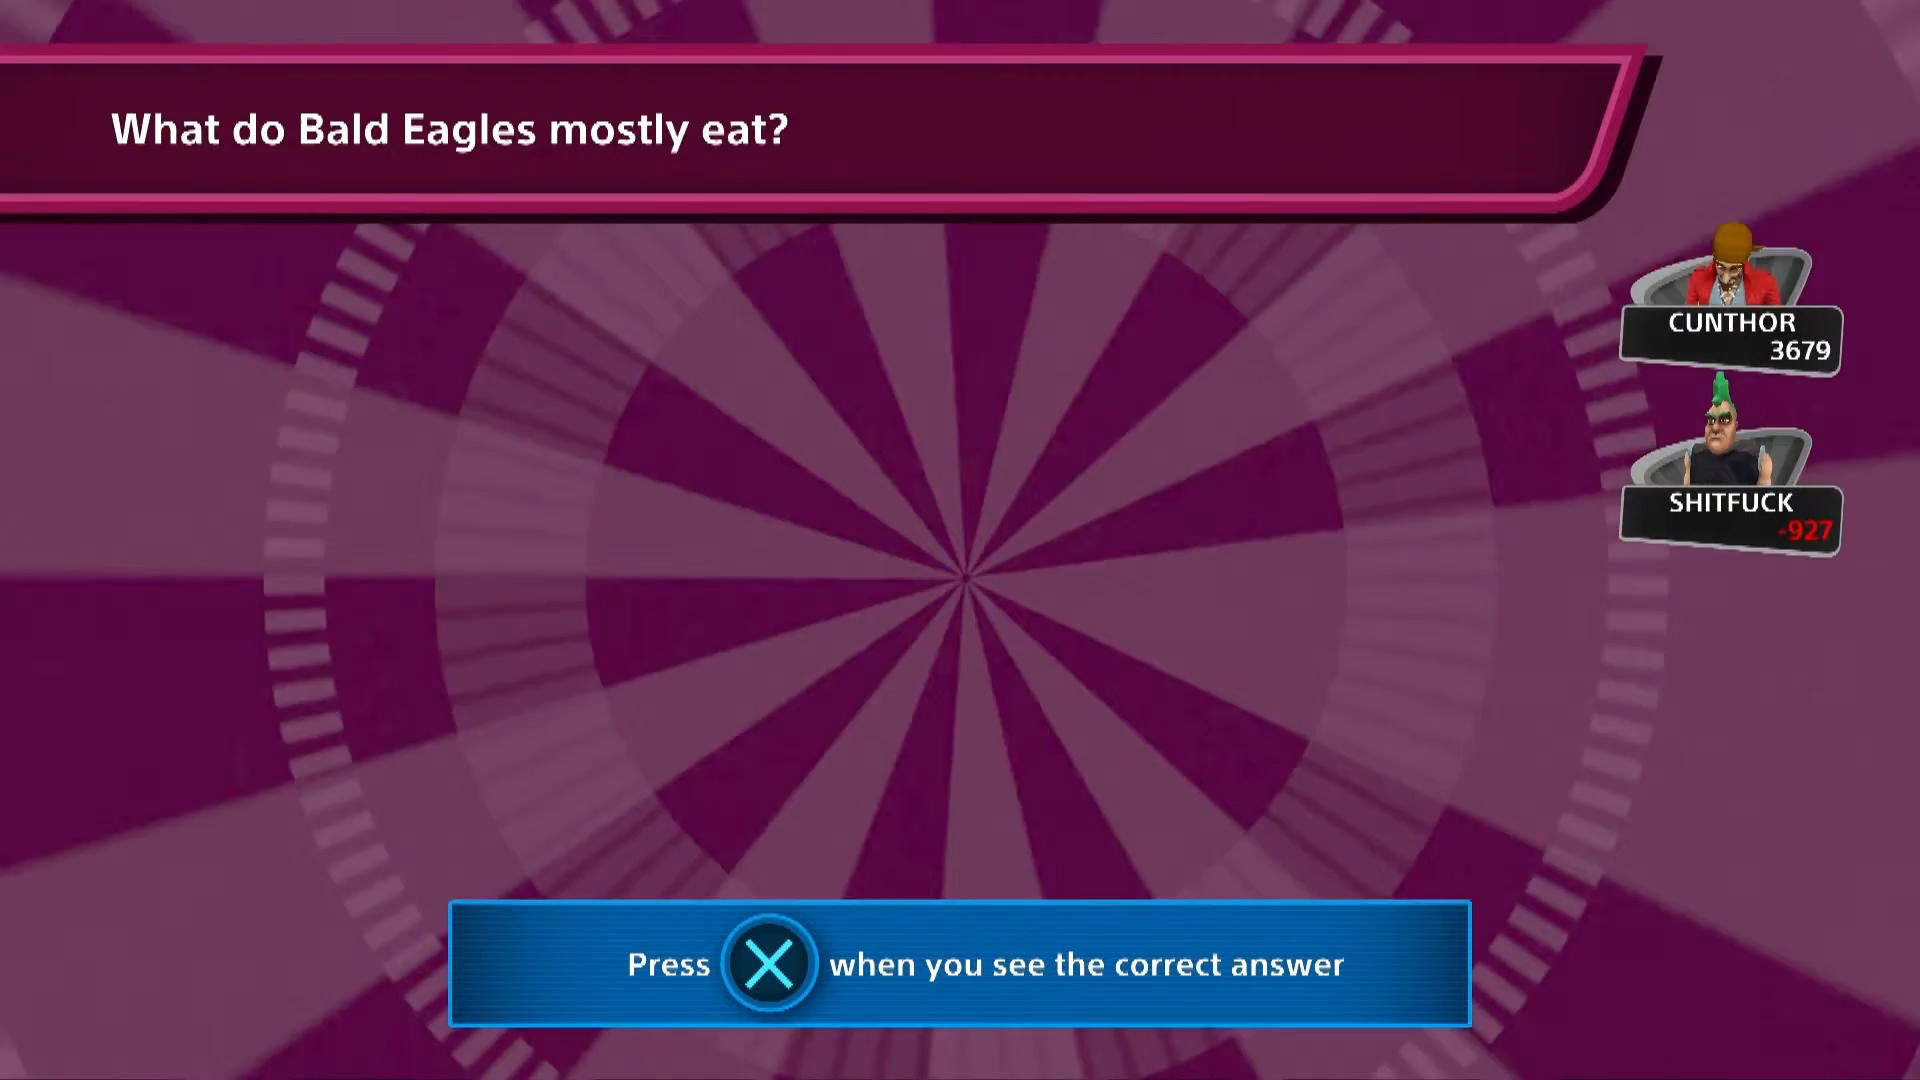 What do Bald Eagles mostly eat?
CUNTHOR
3679
SHITFUCK
-927
Press X when you see the correct answer